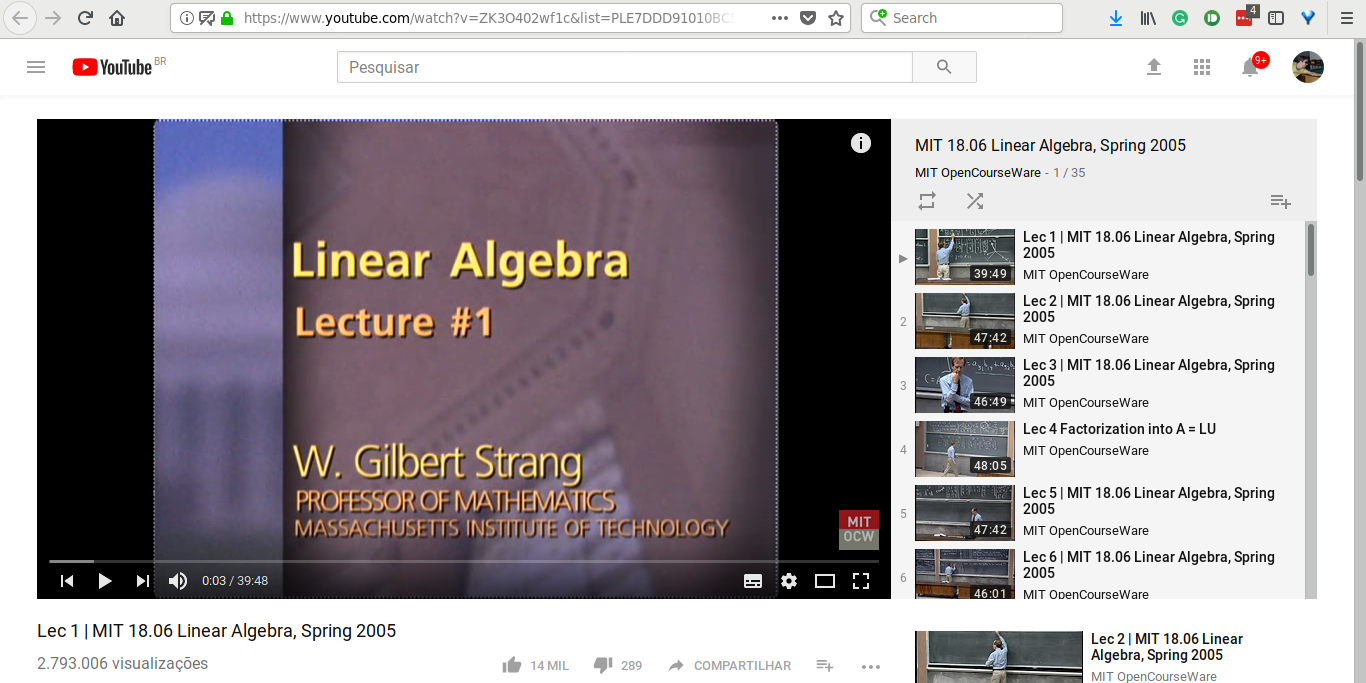 https://www.youtube.com/watch?v=ZK3O402wf1c&list=PLE7DDD91010BC5
Search
4
YouTube BR
Pesquisar
9+
Linear Algebra
Lecture #1
W. Gilbert Strang
PROFESSOR OF MATHEMATICS
MASSACHUSETTS INSTITUTE OF TECHNOLOGY
MIT
OCW
0:03 / 39:48
MIT 18.06 Linear Algebra, Spring 2005
MIT OpenCourseWare - 1 / 35
Lec 1 | MIT 18.06 Linear Algebra, Spring
2005
MIT OpenCourseWare
39:49
2
Lec 2 | MIT 18.06 Linear Algebra, Spring
2005
MIT OpenCourseWare
47:42
3
Lec 3 | MIT 18.06 Linear Algebra, Spring
2005
MIT OpenCourseWare
46:49
4
Lec 4 Factorization into A = LU
MIT OpenCourseWare
48:05
5
Lec 5 | MIT 18.06 Linear Algebra, Spring
2005
MIT OpenCourseWare
47:42
6
Lec 6 | MIT 18.06 Linear Algebra, Spring
2005
MIT OpenCourseWare
46:01
Lec 1 | MIT 18.06 Linear Algebra, Spring 2005
2.793.006 visualizações
14 MIL
289
COMPARTILHAR
Lec 2 | MIT 18.06 Linear
Algebra, Spring 2005
MIT OpenCourseWare